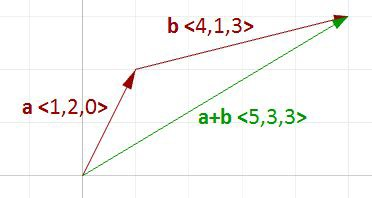 b <4,1,3>
a <1,2,0>
a+b <5,3,3>